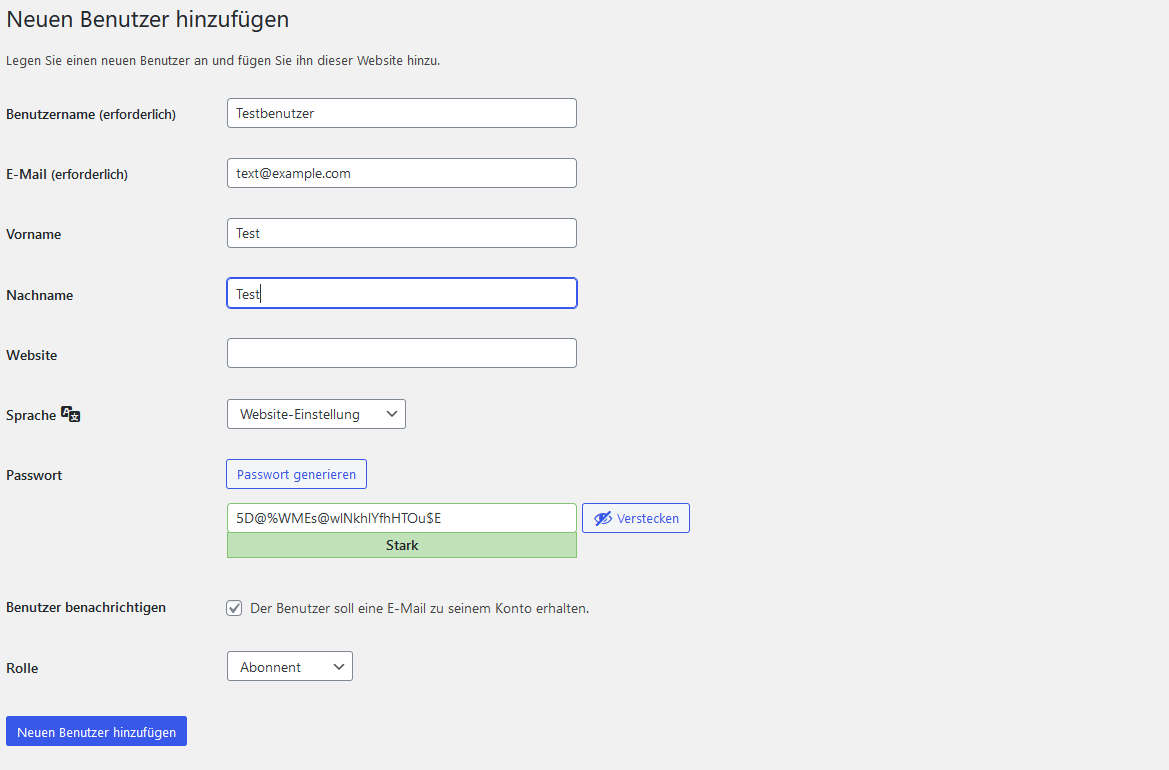 Neuen Benutzer hinzufügen
Legen Sie einen neuen Benutzer an und fügen Sie ihn dieser Website hinzu.
Benutzername (erforderlich) Testbenutzer
E-Mail (erforderlich) text@example.com
Vorname Test
Nachname Test
Website
Sprache Website-Einstellung
Passwort Passwort generieren
5D@%WMEs@wlNkhlYfhHTOu$E Verstecken
Stark
Benutzer benachrichtigen Der Benutzer soll eine E-Mail zu seinem Konto erhalten.
Rolle Abonnent
Neuen Benutzer hinzufügen